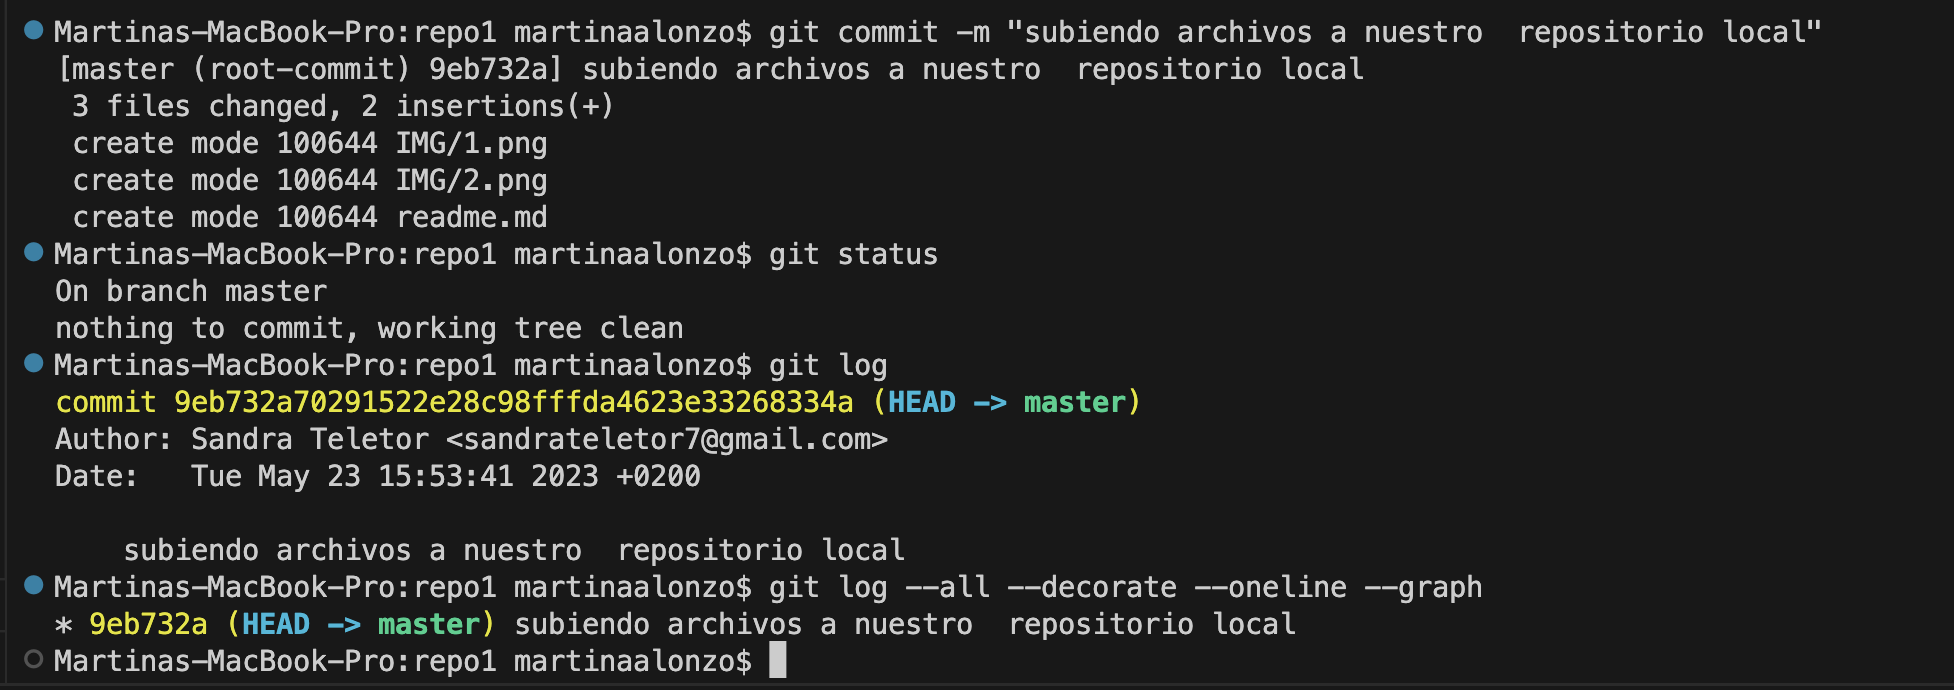 Martinas-MacBook-Pro:repo1 martinaalonzo$ git commit -m "subiendo archivos a nuestro  repositorio local"
[master (root-commit) 9eb732a] subiendo archivos a nuestro  repositorio local
 3 files changed, 2 insertions(+)
 create mode 100644 IMG/1.png
 create mode 100644 IMG/2.png
 create mode 100644 readme.md
Martinas-MacBook-Pro:repo1 martinaalonzo$ git status
On branch master
nothing to commit, working tree clean
Martinas-MacBook-Pro:repo1 martinaalonzo$ git log
commit 9eb732a70291522e28c98fffda4623e33268334a (HEAD -> master)
Author: Sandra Teletor <sandrateletor7@gmail.com>
Date:   Tue May 23 15:53:41 2023 +0200
    subiendo archivos a nuestro  repositorio local
Martinas-MacBook-Pro:repo1 martinaalonzo$ git log --all --decorate --oneline --graph
* 9eb732a (HEAD -> master) subiendo archivos a nuestro  repositorio local
Martinas-MacBook-Pro:repo1 martinaalonzo$